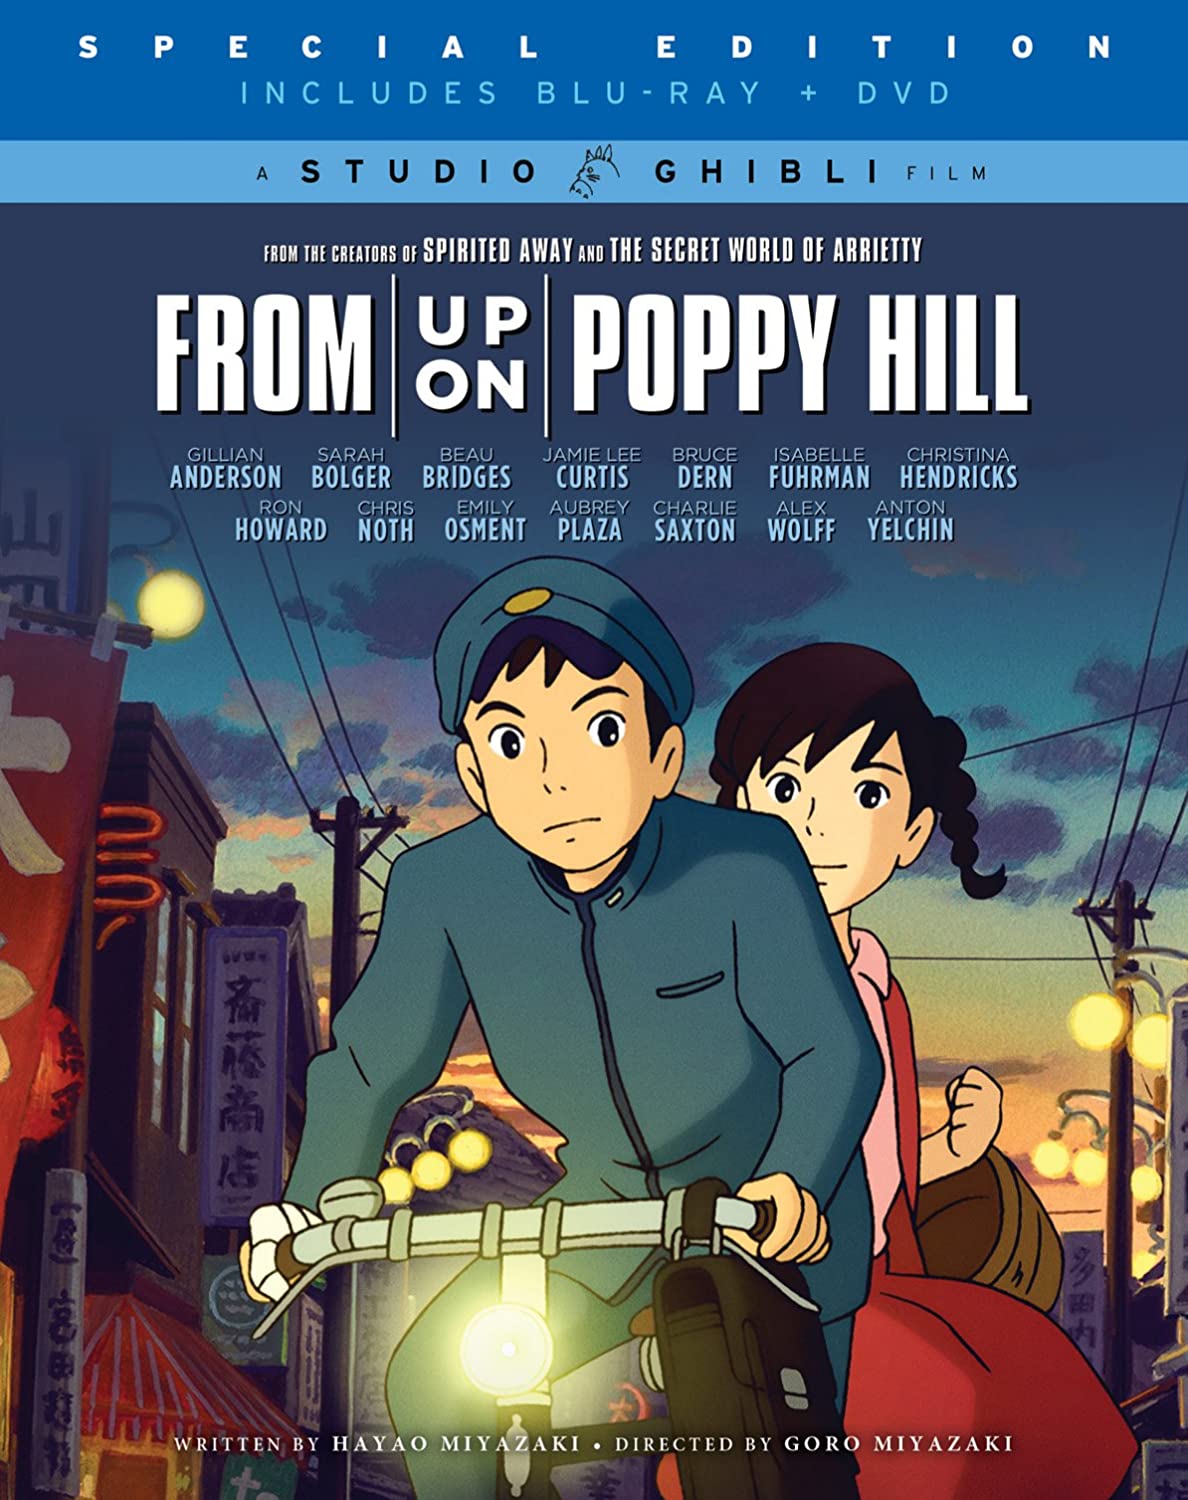 SPECIAL EDITION
INCLUDES BLU-RAY + DVD
A STUDIO GHIBLI FILM
FROM THE CREATORS OF SPIRITED AWAY AND THE SECRET WORLD OF ARRIETTY
FROM UP ON POPPY HILL
GILLIAN ANDERSON SARAH BOLGER BEAU BRIDGES JAMIE LEE CURTIS BRUCE DERN ISABELLE FUHRMAN CHRISTINA HENDRICKS
RON HOWARD CHRIS NOTH EMILY OSMENT AUBREY PLAZA CHARLIE SAXTON ALEX WOLFF ANTON YELCHIN
斎藤商店
多田内
WRITTEN BY HAYAO MIYAZAKI • DIRECTED BY GORO MIYAZAKI